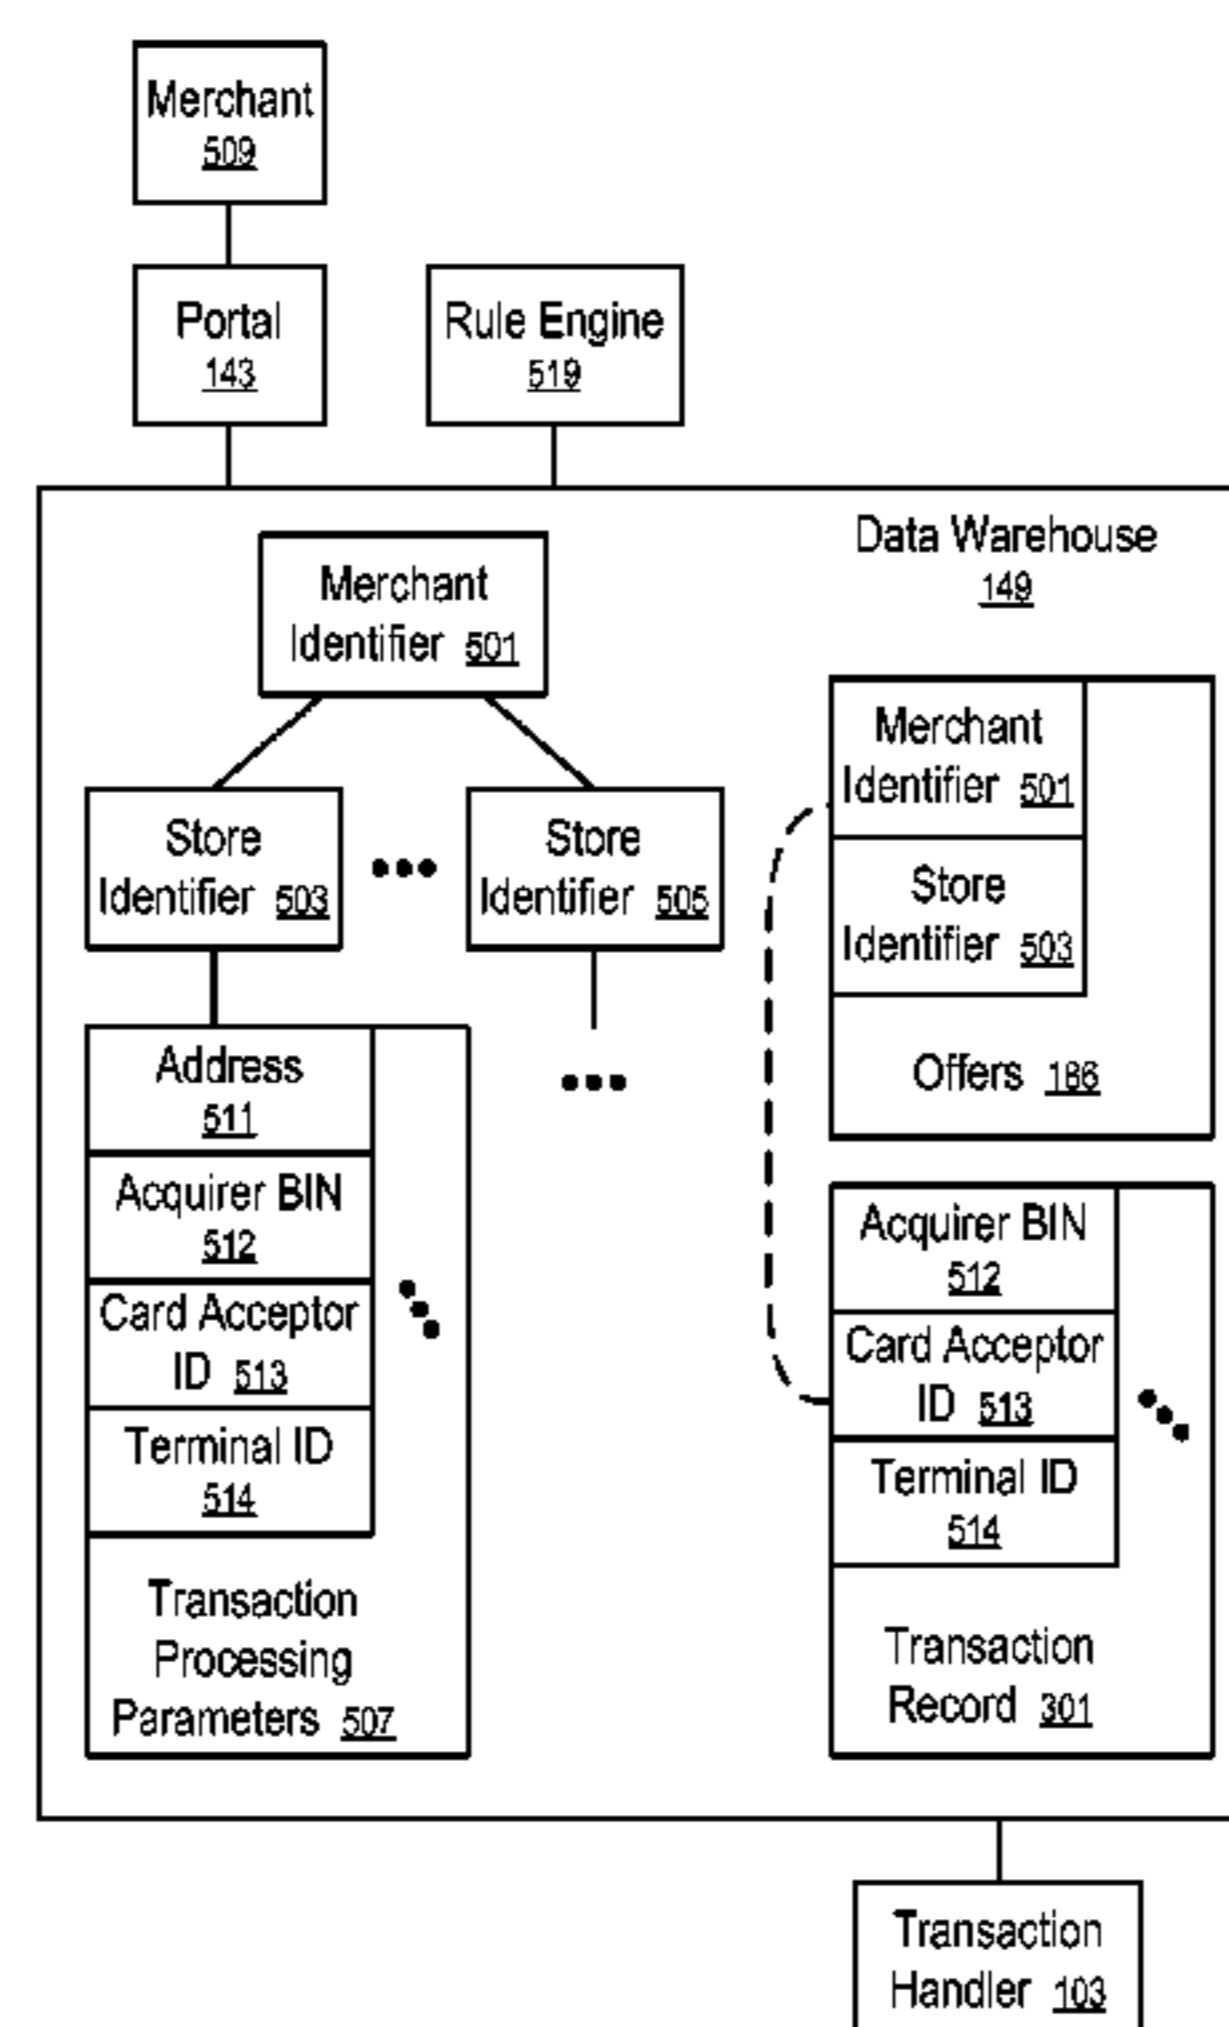 Merchant
509
Portal
143
Rule Engine
519
Data Warehouse
149
Merchant
Identifier 501
Store
Identifier 503
Store
Identifier 505
Address
511
Acquirer BIN
512
Card Acceptor
ID 513
Terminal ID
514
Transaction
Processing
Parameters 507
Merchant
Identifier 501
Store
Identifier 503
Offers 186
Acquirer BIN
512
Card Acceptor
ID 513
Terminal ID
514
Transaction
Record 301
Transaction
Handler 103